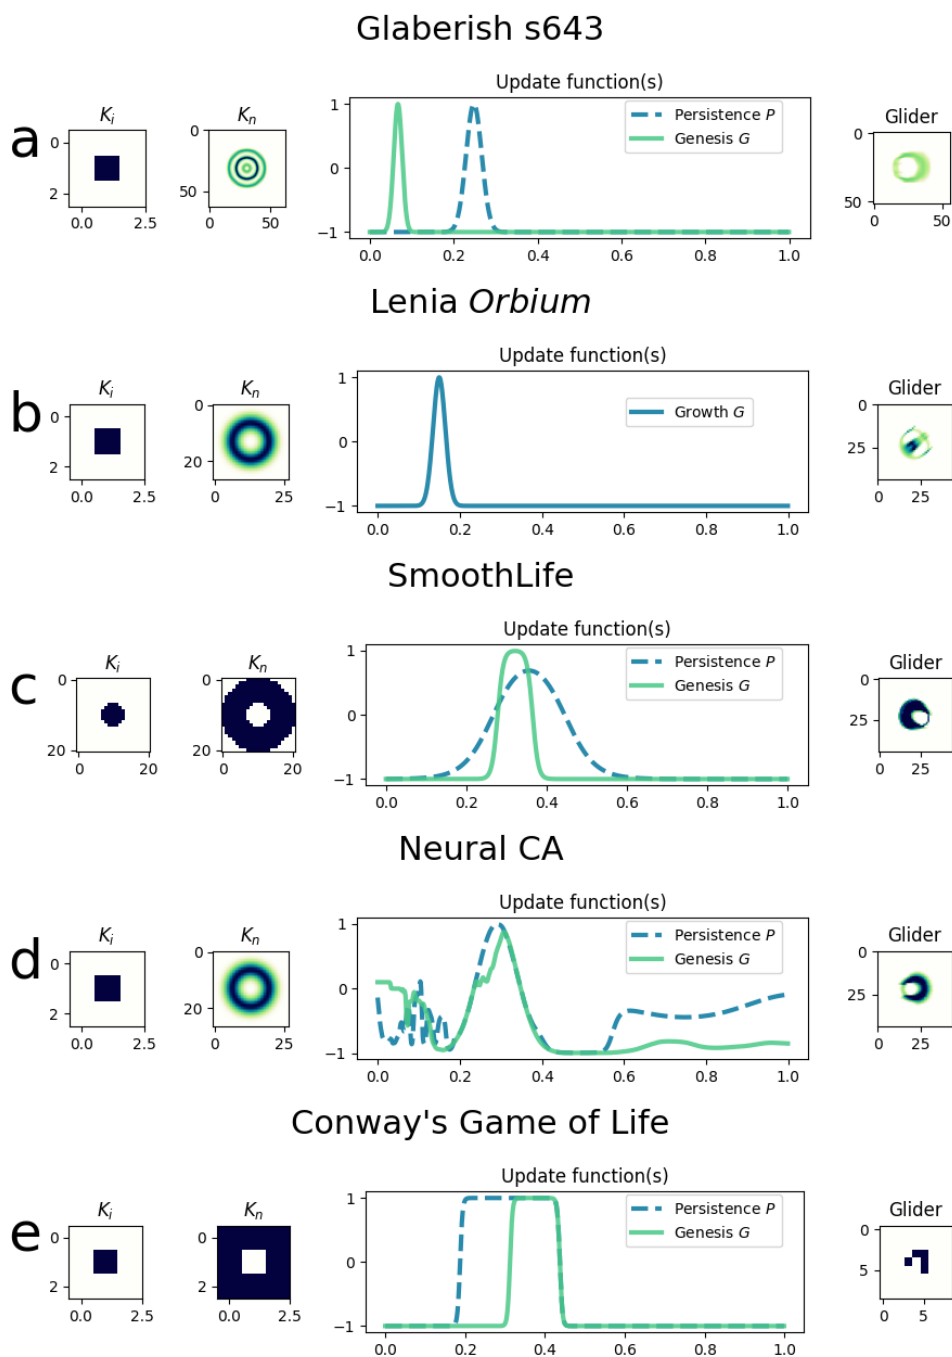 Glaberish s643
Update function(s)
a
K_i
K_n
Glider
0
2
0.0 2.5
0
50
0 50
1
0
−1
0.0 0.2 0.4 0.6 0.8 1.0
Persistence P
Genesis G
0
50
0 50
Lenia Orbium
Update function(s)
b
K_i
K_n
Glider
0
2
0.0 2.5
0
20
0 25
1
0
−1
0.0 0.2 0.4 0.6 0.8 1.0
Growth G
0
25
0 25
SmoothLife
Update function(s)
c
K_i
K_n
Glider
0
20
0 20
0
20
0 20
1
0
−1
0.0 0.2 0.4 0.6 0.8 1.0
Persistence P
Genesis G
0
25
0 25
Neural CA
Update function(s)
d
K_i
K_n
Glider
0
2
0.0 2.5
0
20
0 25
1
0
−1
0.0 0.2 0.4 0.6 0.8 1.0
Persistence P
Genesis G
0
25
0 25
Conway's Game of Life
Update function(s)
e
K_i
K_n
Glider
0
2
0.0 2.5
0
2
0.0 2.5
1
0
−1
0.0 0.2 0.4 0.6 0.8 1.0
Persistence P
Genesis G
0
5
0 5